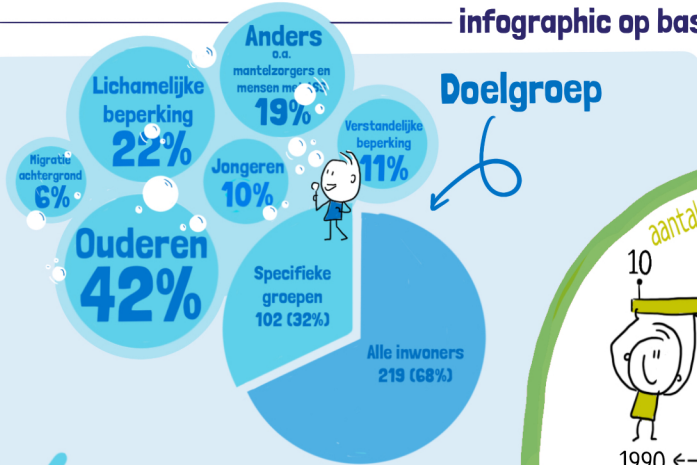 infographic op bas
Anders
o.a.
mantelzorgers en
mensen
19%
Doelgroep
Lichamelijke
beperking
22%
Verstandelijke
beperking
11%
Migratie
achtergrond
6%
Jongeren
10%
Ouderen
42%
Specifieke
groepen
102 (32%)
Alle inwoners
219 (68%)
aantal
10
1990